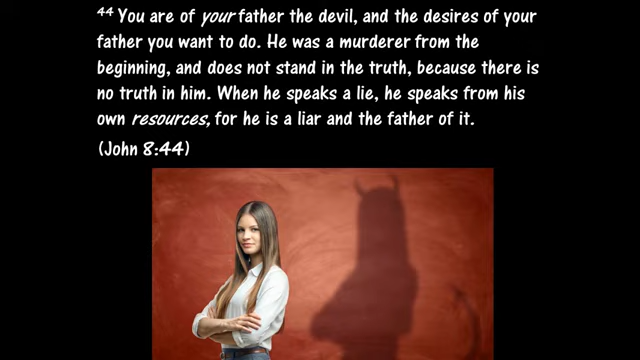 44 You are of your father the devil, and the desires of your
father you want to do. He was a murderer from the
beginning, and does not stand in the truth, because there is
no truth in him. When he speaks a lie, he speaks from his
own resources, for he is a liar and the father of it.
(John 8:44)